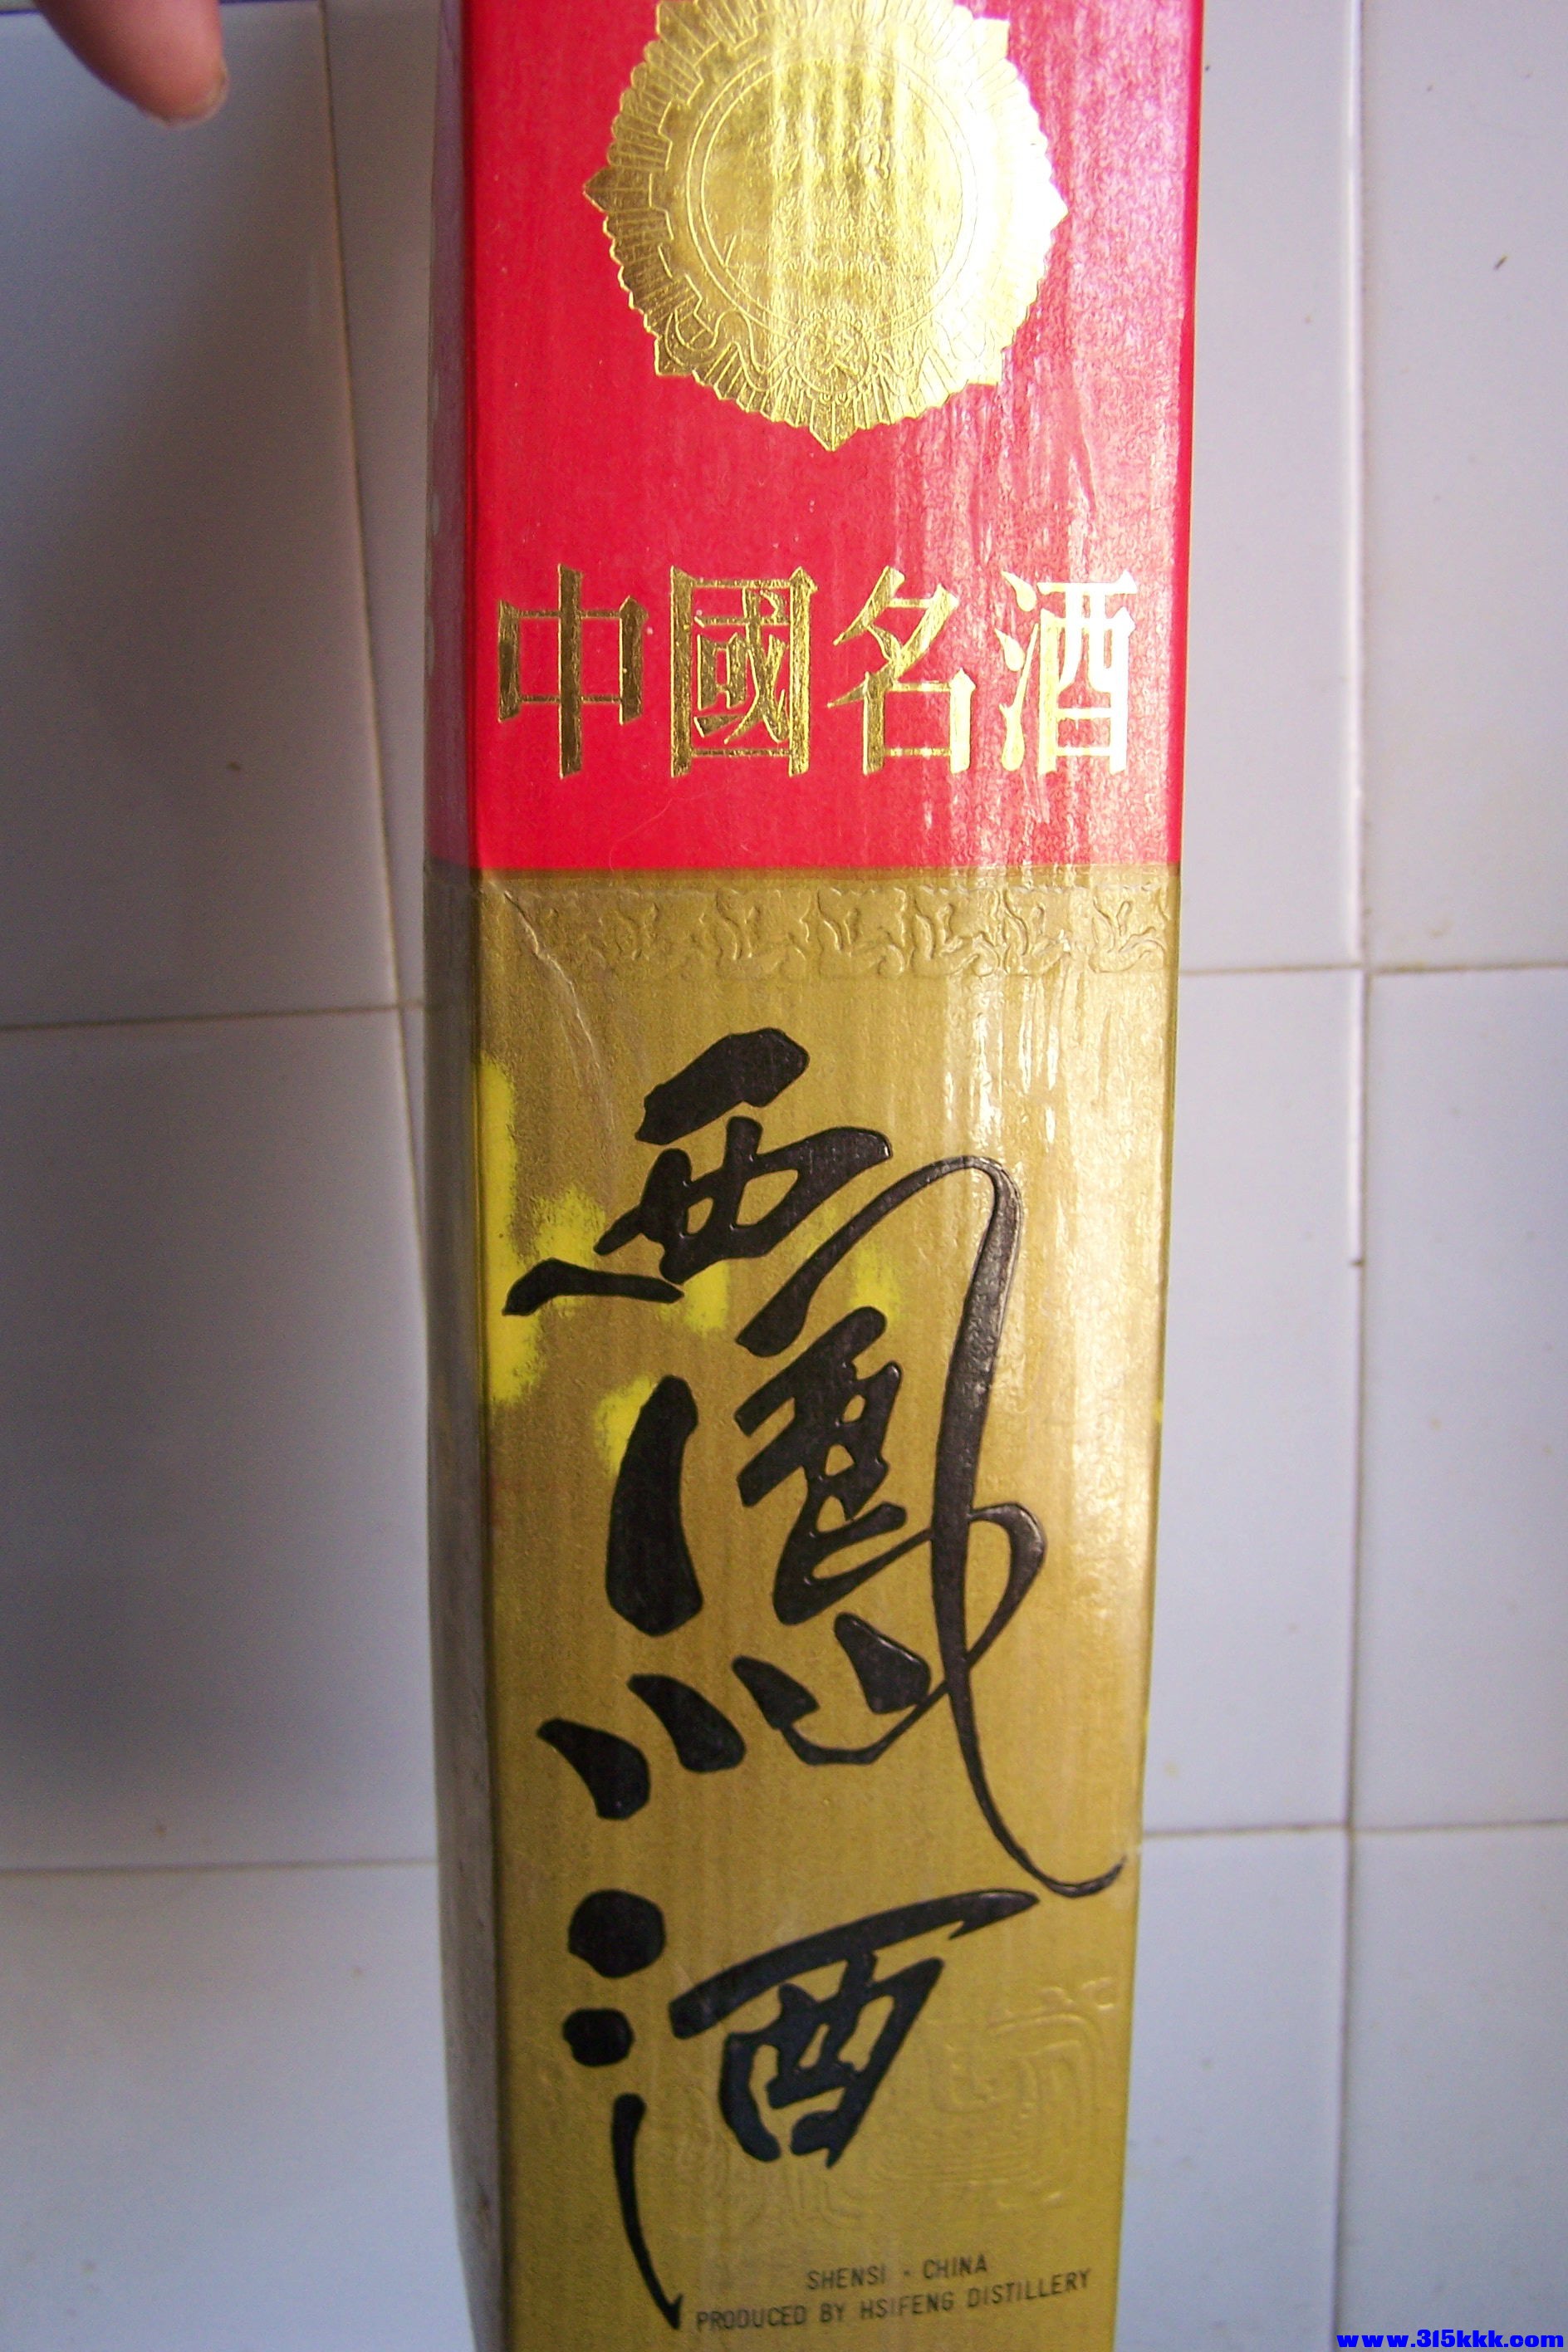 中國名酒
西鳳酒
SHENSI · CHINA
PRODUCED BY HSIFENG DISTILLERY
www.315kkk.com